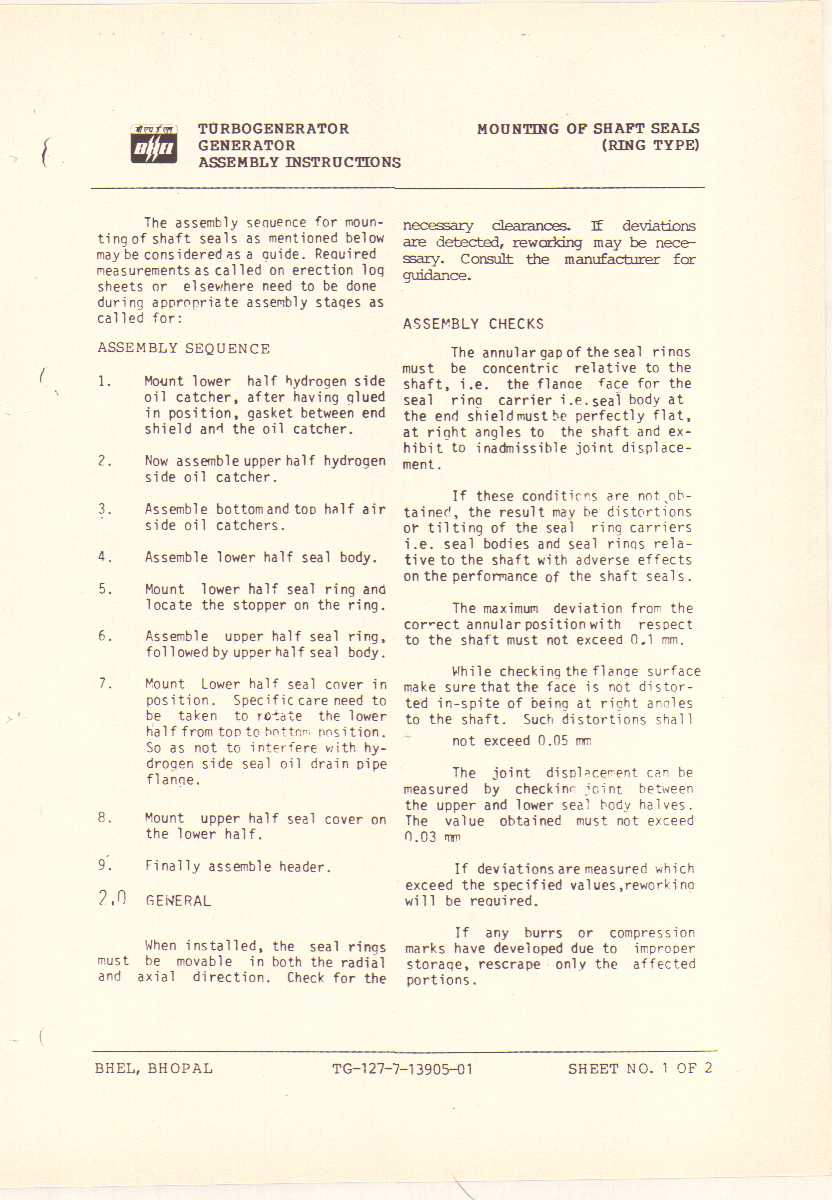 BHEL
TURBOGENERATOR
GENERATOR
ASSEMBLY INSTRUCTIONS
MOUNTING OF SHAFT SEALS
(RING TYPE)
The assembly sequence for moun-
ting of shaft seals as mentioned below
may be considered as a guide. Required
measurements as called on erection log
sheets or elsewhere need to be done
during appropriate assembly stages as
called for:
ASSEMBLY SEQUENCE
1. Mount lower half hydrogen side
oil catcher, after having glued
in position, gasket between end
shield and the oil catcher.
2. Now assemble upper half hydrogen
side oil catcher.
3. Assemble bottom and top half air
side oil catchers.
4. Assemble lower half seal body.
5. Mount lower half seal ring and
locate the stopper on the ring.
6. Assemble upper half seal ring,
followed by upper half seal body.
7. Mount Lower half seal cover in
position. Specific care need to
be taken to rotate the lower
half from top to bottom position.
So as not to interfere with hy-
drogen side seal oil drain pipe
flange.
8. Mount upper half seal cover on
the lower half.
9. Finally assemble header.
2.0 GENERAL
When installed, the seal rings
must be movable in both the radial
and axial direction. Check for the
necessary clearances. If deviations
are detected, reworking may be nece-
ssary. Consult the manufacturer for
guidance.
ASSEMBLY CHECKS
The annular gap of the seal rings
must be concentric relative to the
shaft, i.e. the flange face for the
seal ring carrier i.e. seal body at
the end shield must be perfectly flat,
at right angles to the shaft and ex-
hibit to inadmissible joint displace-
ment.
If these conditions are not ob-
tained, the result may be distortions
or tilting of the seal ring carriers
i.e. seal bodies and seal rings rela-
tive to the shaft with adverse effects
on the performance of the shaft seals.
The maximum deviation from the
correct annular position with respect
to the shaft must not exceed 0.1 mm.
While checking the flange surface
make sure that the face is not distor-
ted in-spite of being at right angles
to the shaft. Such distortions shall
not exceed 0.05 mm
The joint displacement can be
measured by checking joint between
the upper and lower seal body halves.
The value obtained must not exceed
0.03 mm
If deviations are measured which
exceed the specified values,reworking
will be required.
If any burrs or compression
marks have developed due to improper
storage, rescrape only the affected
portions.
BHEL, BHOPAL
TG-127-7-13905-01
SHEET NO. 1 OF 2